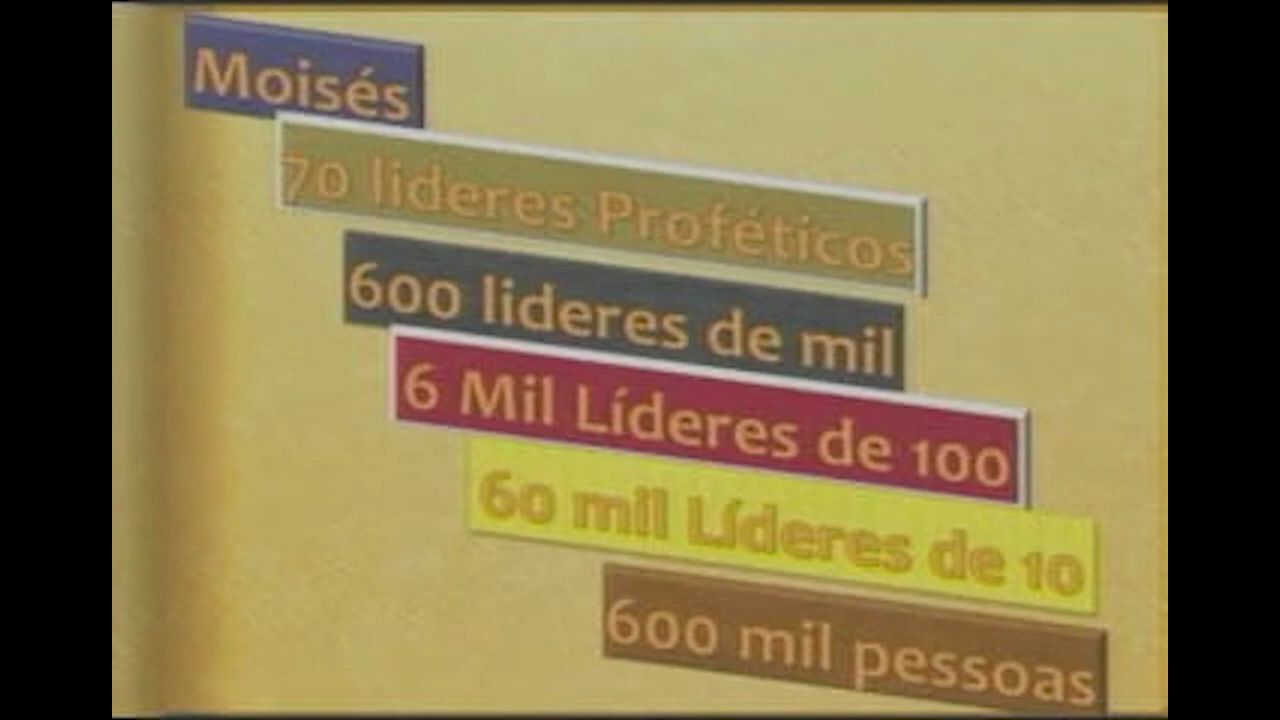 Moisés
70 lideres Proféticos
600 lideres de mil
6 Mil Líderes de 100
60 mil Líderes de 10
600 mil pessoas